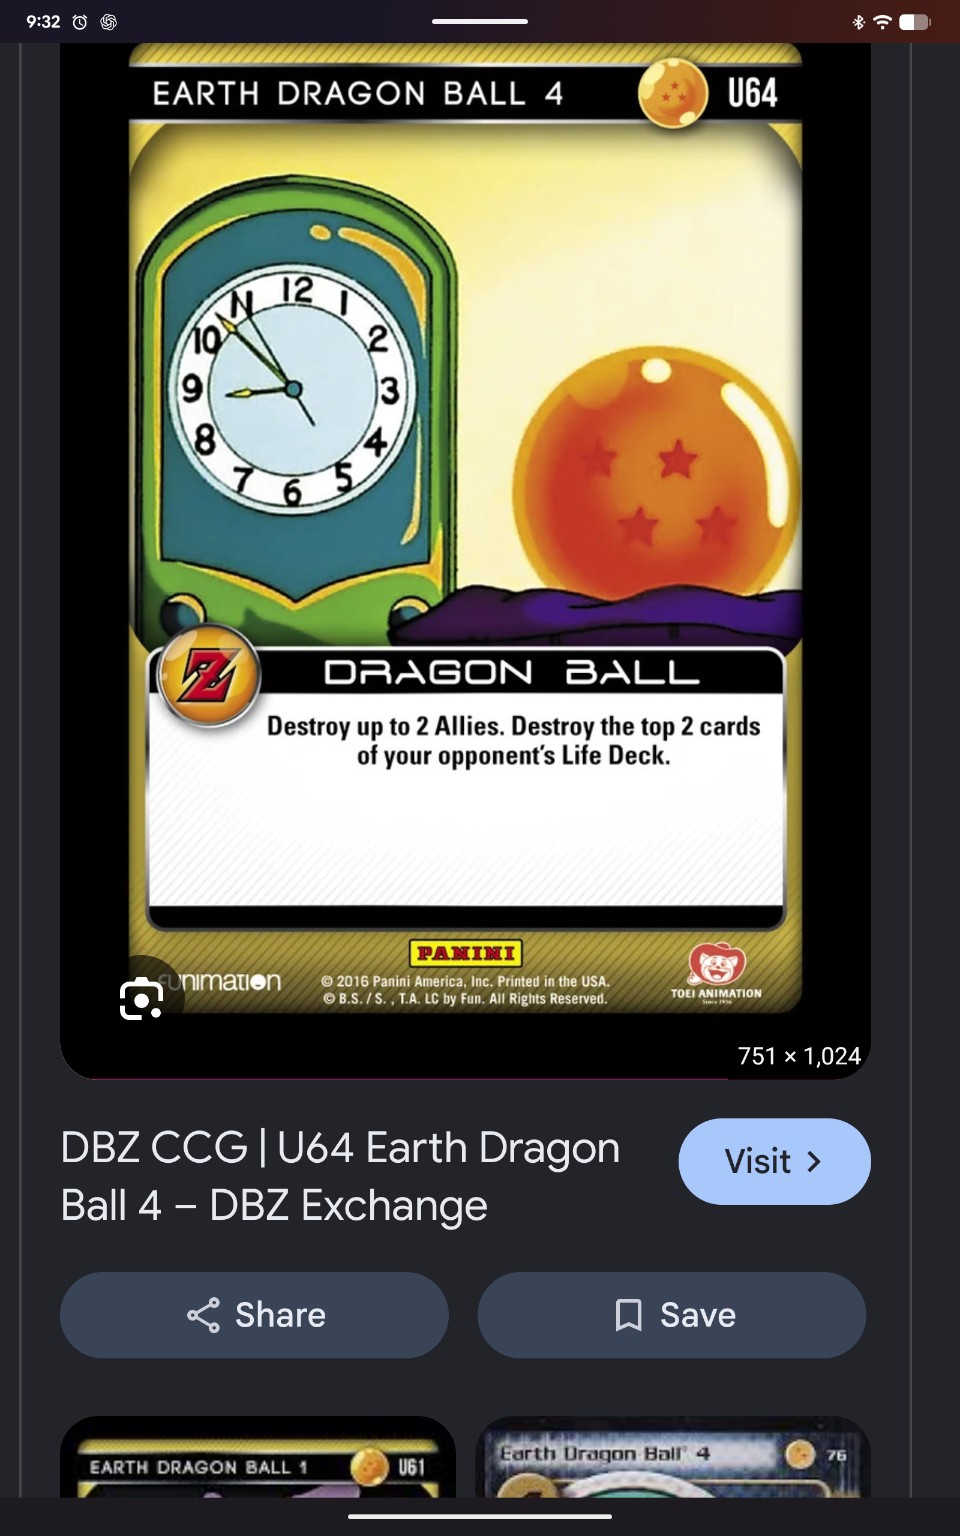 9:32
EARTH DRAGON BALL 4 U64
12
1
2
3
4
5
6
7
8
9
10
N
Z
DRAGON BALL
Destroy up to 2 Allies. Destroy the top 2 cards
of your opponent's Life Deck.
PANINI
FUnimation
© 2016 Panini America, Inc. Printed in the USA.
© B.S. / S. , T.A. LC by Fun. All Rights Reserved.
TOEI ANIMATION
Since 1956
751 × 1,024
DBZ CCG | U64 Earth Dragon
Ball 4 – DBZ Exchange
Visit
Share
Save
EARTH DRAGON BALL 1 U61
Earth Dragon Ball 4 76